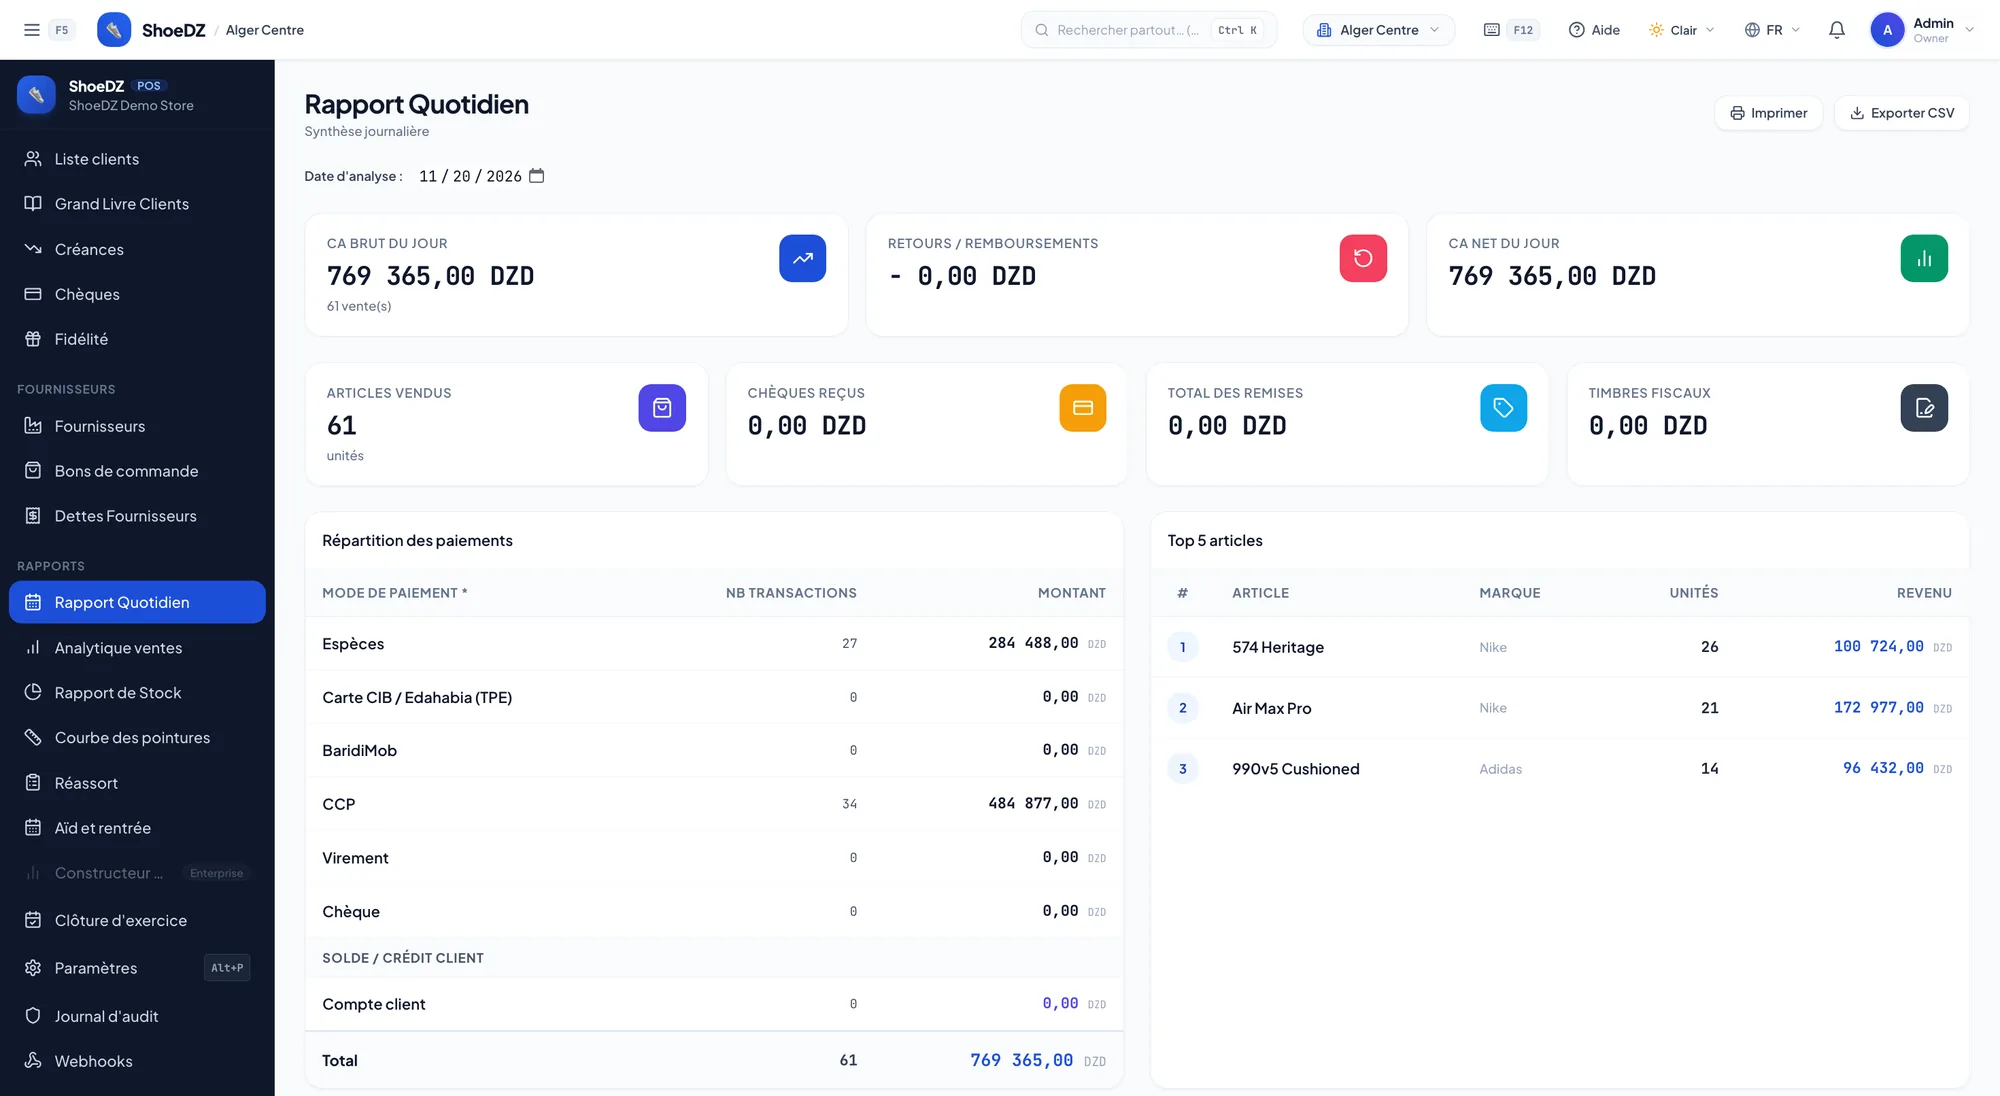 F5 ShoeDZ / Alger Centre Rechercher partout... (... Ctrl K Alger Centre F12 Aide Clair FR A Admin
Owner
ShoeDZ POS
ShoeDZ Demo Store
Liste clients
Grand Livre Clients
Créances
Chèques
Fidélité
FOURNISSEURS
Fournisseurs
Bons de commande
Dettes Fournisseurs
RAPPORTS
Rapport Quotidien
Analytique ventes
Rapport de Stock
Courbe des pointures
Réassort
Aïd et rentrée
Constructeur ... Enterprise
Clôture d'exercice
Paramètres Alt+P
Journal d'audit
Webhooks
Rapport Quotidien
Synthèse journalière
Imprimer Exporter CSV
Date d'analyse : 11 / 20 / 2026
CA BRUT DU JOUR
769 365,00 DZD
61 vente(s)
RETOURS / REMBOURSEMENTS
- 0,00 DZD
CA NET DU JOUR
769 365,00 DZD
ARTICLES VENDUS
61
unités
CHÈQUES REÇUS
0,00 DZD
TOTAL DES REMISES
0,00 DZD
TIMBRES FISCAUX
0,00 DZD
Répartition des paiements
MODE DE PAIEMENT * NB TRANSACTIONS MONTANT
Espèces 27 284 488,00 DZD
Carte CIB / Edahabia (TPE) 0 0,00 DZD
BaridiMob 0 0,00 DZD
CCP 34 484 877,00 DZD
Virement 0 0,00 DZD
Chèque 0 0,00 DZD
SOLDE / CRÉDIT CLIENT
Compte client 0 0,00 DZD
Total 61 769 365,00 DZD
Top 5 articles
# ARTICLE MARQUE UNITÉS REVENU
1 574 Heritage Nike 26 100 724,00 DZD
2 Air Max Pro Nike 21 172 977,00 DZD
3 990v5 Cushioned Adidas 14 96 432,00 DZD